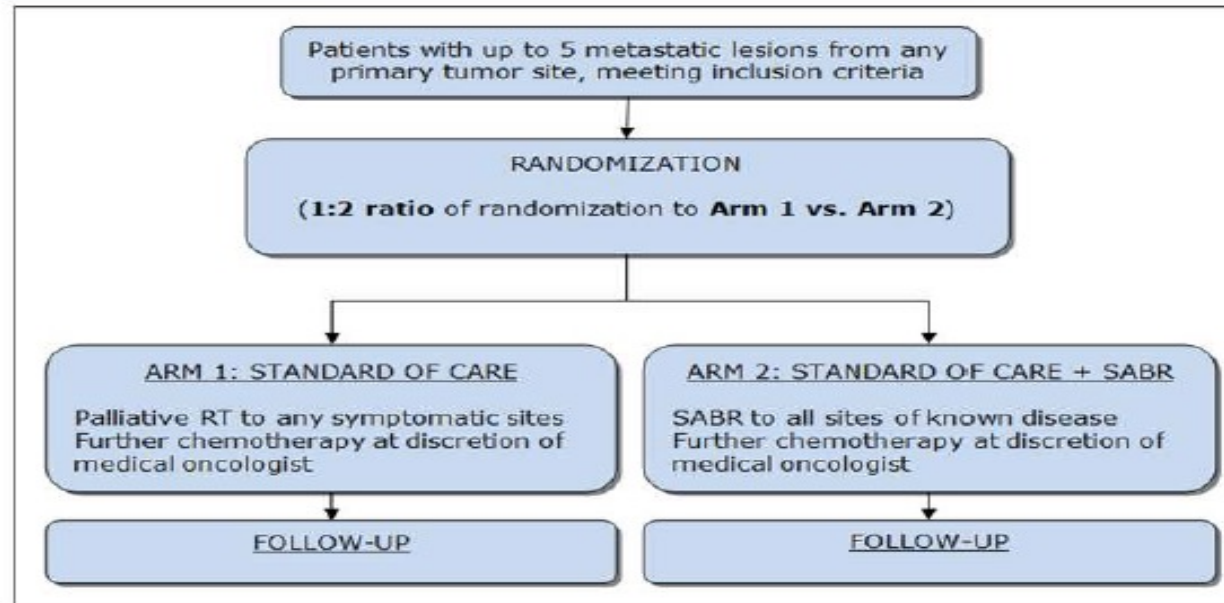 Patients with up to 5 metastatic lesions from any
primary tumor site, meeting inclusion criteria
RANDOMIZATION
(1:2 ratio of randomization to Arm 1 vs. Arm 2)
ARM 1: STANDARD OF CARE
Palliative RT to any symptomatic sites
Further chemotherapy at discretion of
medical oncologist
ARM 2: STANDARD OF CARE + SABR
SABR to all sites of known disease
Further chemotherapy at discretion of
medical oncologist
FOLLOW-UP
FOLLOW-UP